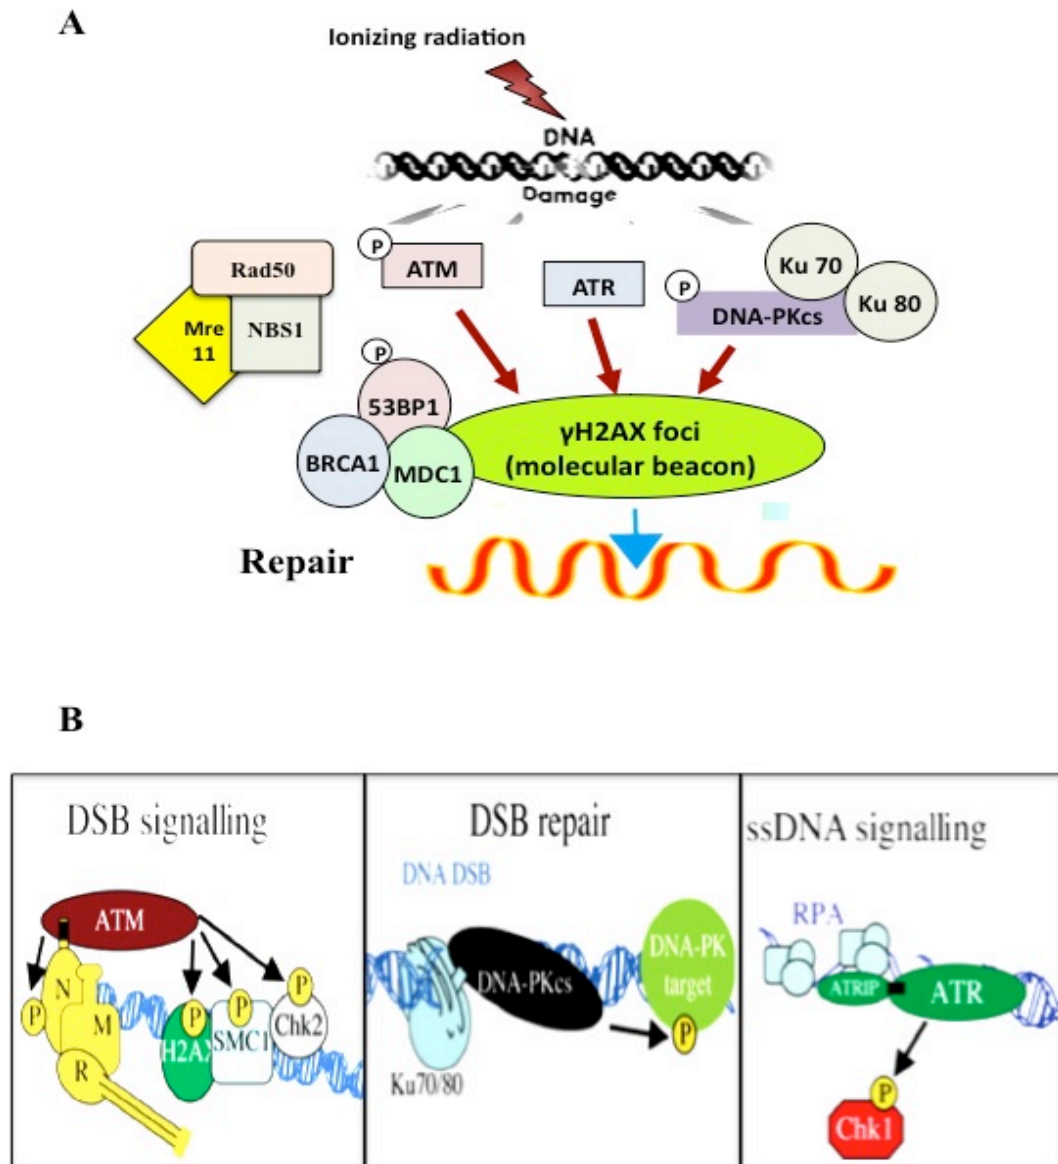 A
Ionizing radiation
DNA
Damage
Rad50
Mre
11
NBS1
P
ATM
ATR
P
DNA-PKcs
Ku 70
Ku 80
P
53BP1
BRCA1
MDC1
γH2AX foci
(molecular beacon)
Repair
B
DSB signalling
ATM
N
P
M
R
P
H2AX
P
SMC1
P
Chk2
DSB repair
DNA DSB
DNA-PKcs
Ku70/80
DNA-PK
target
P
ssDNA signalling
RPA
ATRIP
ATR
P
Chk1